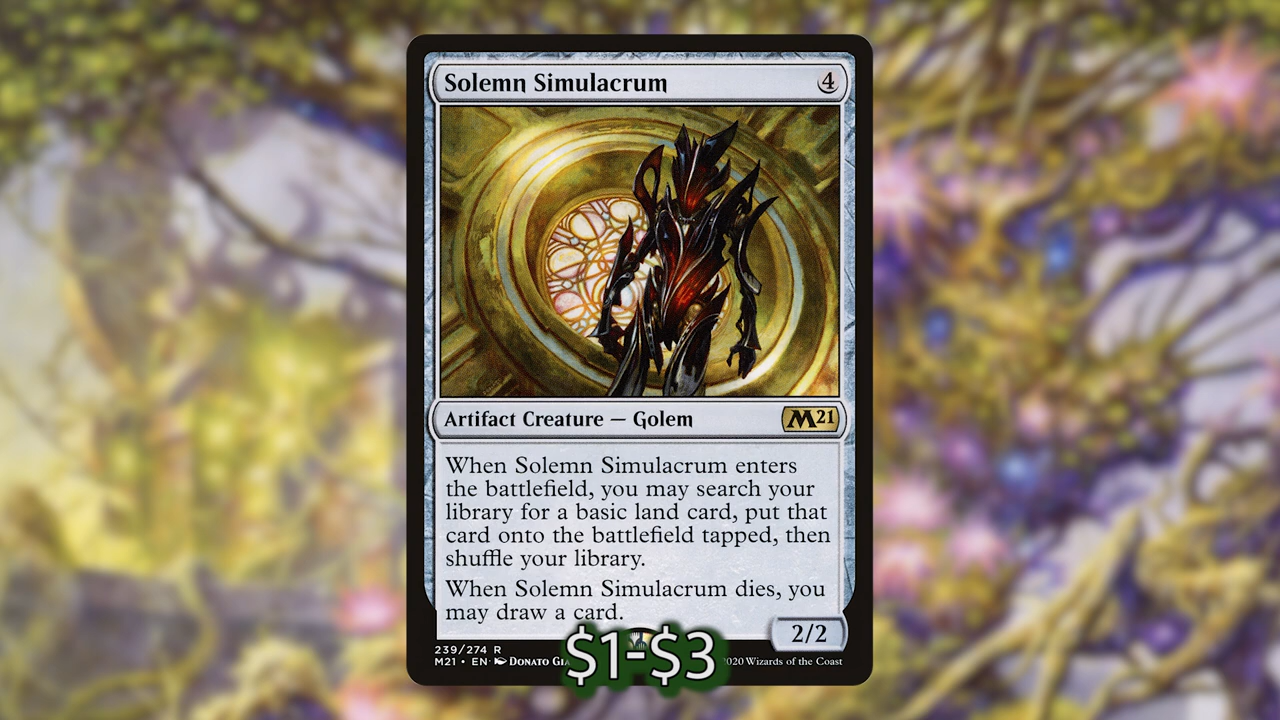 Solemn Simulacrum 4
Artifact Creature — Golem M21
When Solemn Simulacrum enters
the battlefield, you may search your
library for a basic land card, put that
card onto the battlefield tapped, then
shuffle your library.
When Solemn Simulacrum dies, you
may draw a card.
2/2
239/274 R
M21 • EN DONATO
2020 Wizards of the Coast
$1-$3